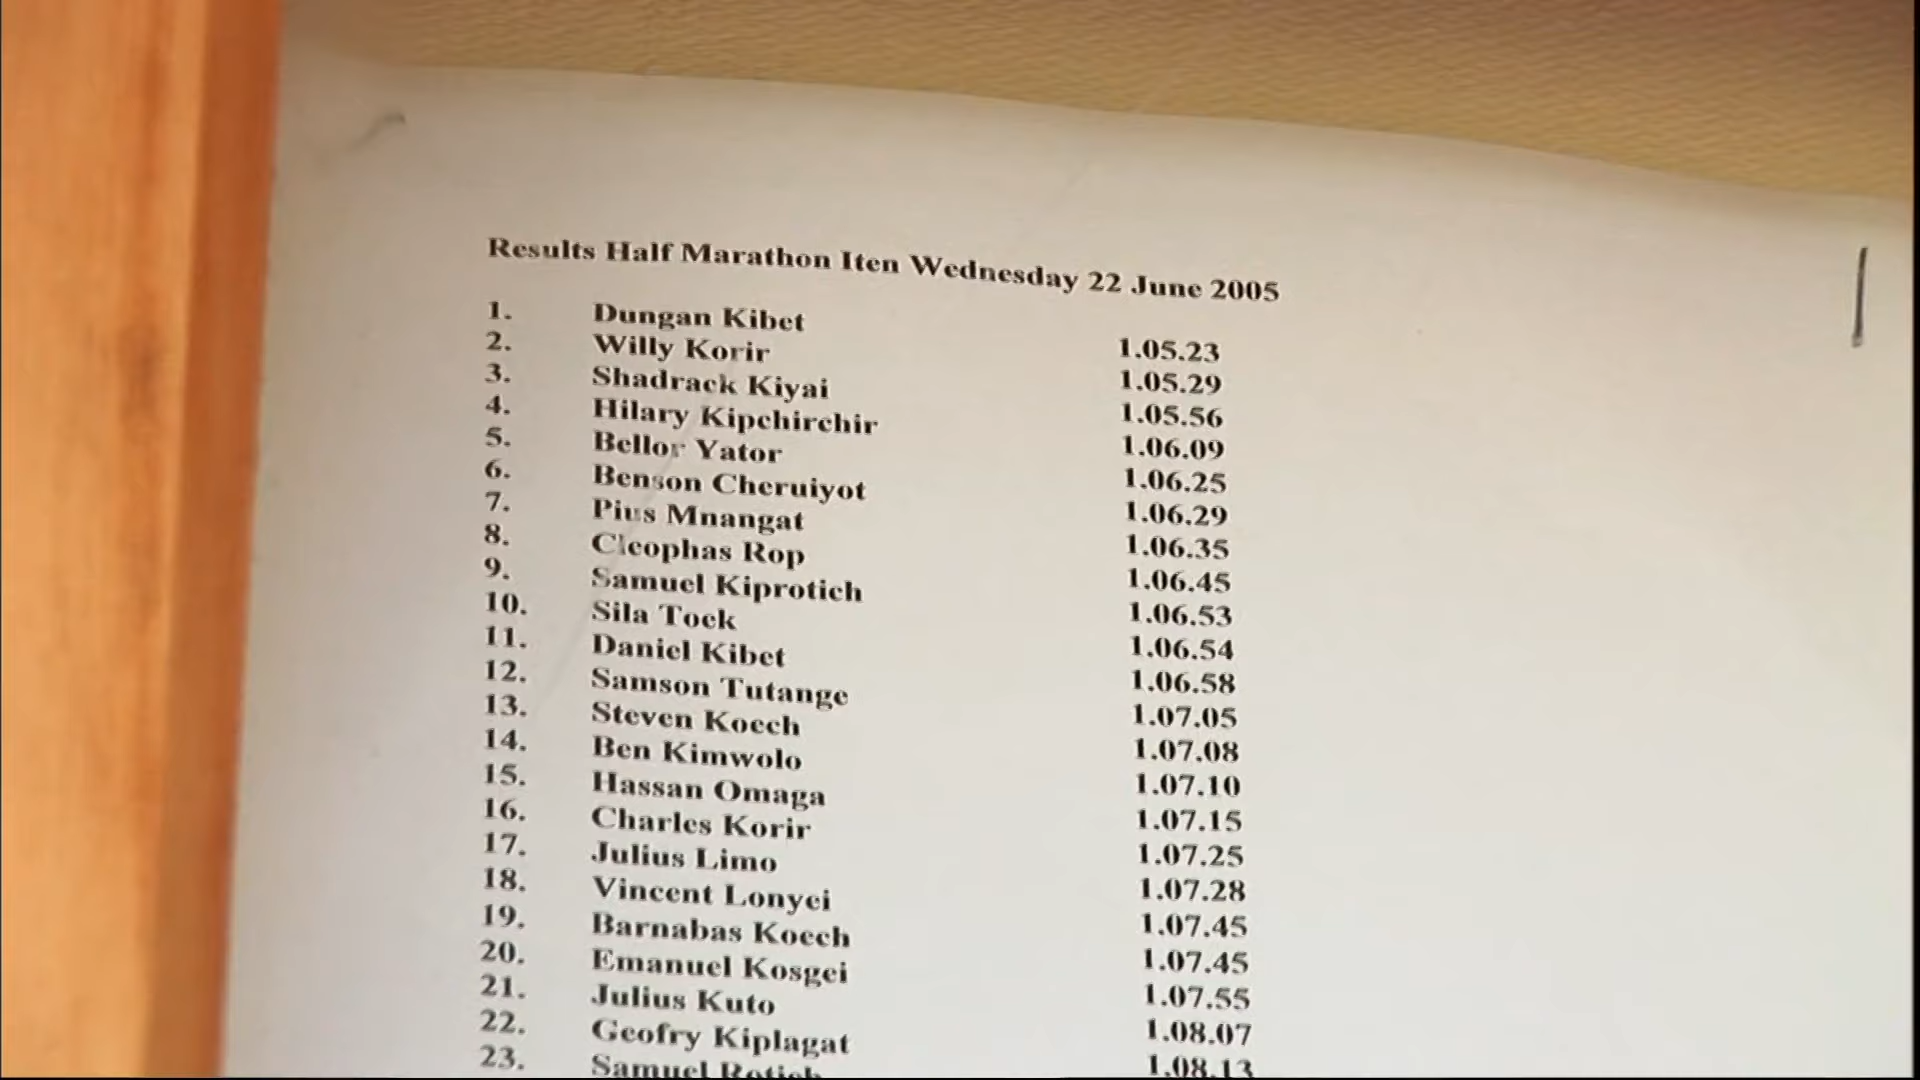 Results Half Marathon Iten Wednesday 22 June 2005
1. Dungan Kibet 1.05.23
2. Willy Korir 1.05.29
3. Shadrack Kiyai 1.05.56
4. Hilary Kipchirchir 1.06.09
5. Bellor Yator 1.06.25
6. Benson Cheruiyot 1.06.29
7. Pius Mnangat 1.06.35
8. Cleophas Rop 1.06.45
9. Samuel Kiprotich 1.06.53
10. Sila Tock 1.06.54
11. Daniel Kibet 1.06.58
12. Samson Tutange 1.07.05
13. Steven Koech 1.07.08
14. Ben Kimwolo 1.07.10
15. Hassan Omaga 1.07.15
16. Charles Korir 1.07.25
17. Julius Limo 1.07.28
18. Vincent Lonyei 1.07.45
19. Barnabas Koech 1.07.45
20. Emanuel Kosgei 1.07.55
21. Julius Kuto 1.08.07
22. Geofry Kiplagat 1.08.13
23. Samuel Rotich